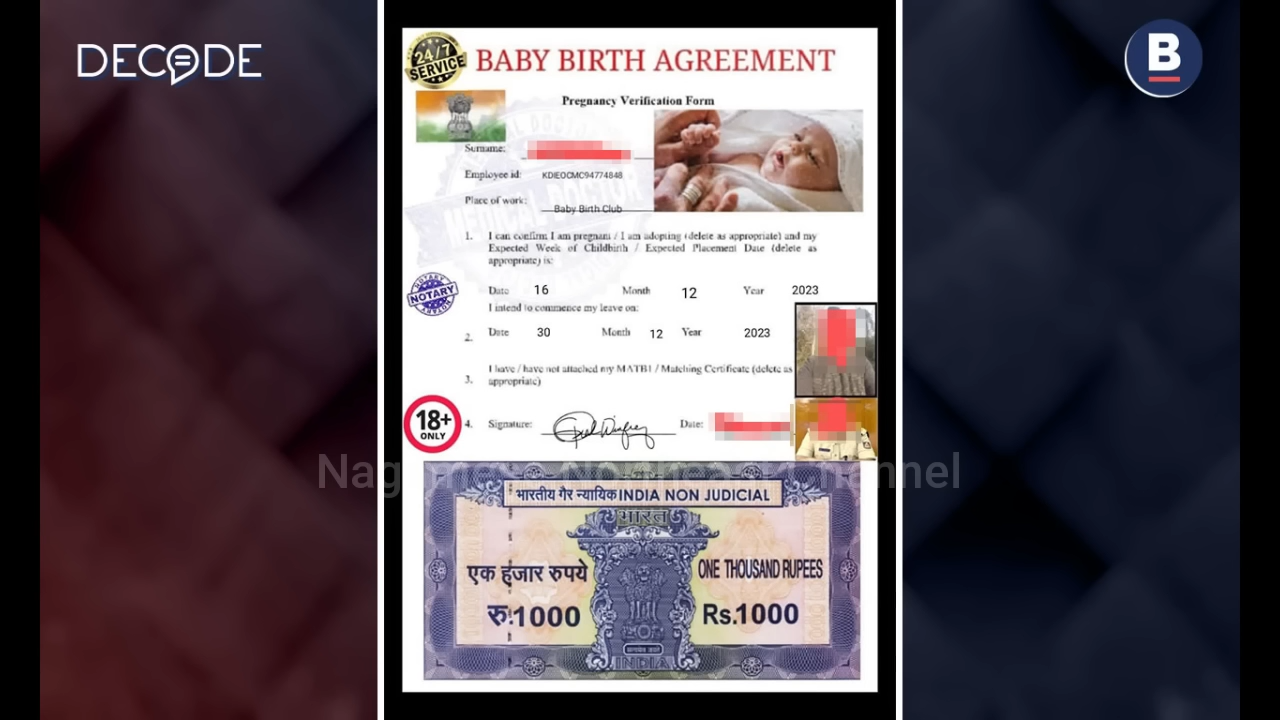 DECODE
B
24/7
SERVICE
BABY BIRTH AGREEMENT
Pregnancy Verification Form
Surname:
Employee id: KDIEOCMC94774848
Place of work: Baby Birth Club
MEDICAL DOCTOR
1. I can confirm I am pregnant / I am adopting (delete as appropriate) and my
Expected Week of Childbirth / Expected Placement Date (delete as
appropriate) is:
NOTARY
Date 16 Month 12 Year 2023
I intend to commence my leave on:
2. Date 30 Month 12 Year 2023
3. I have / have not attached my MATB1 / Matching Certificate (delete as
appropriate)
18+
ONLY
4. Signature: Date:
भारतीय गैर न्यायिक INDIA NON JUDICIAL
भारत
एक हजार रुपये ONE THOUSAND RUPEES
रु.1000 Rs.1000
सत्यमेव जयते
INDIA